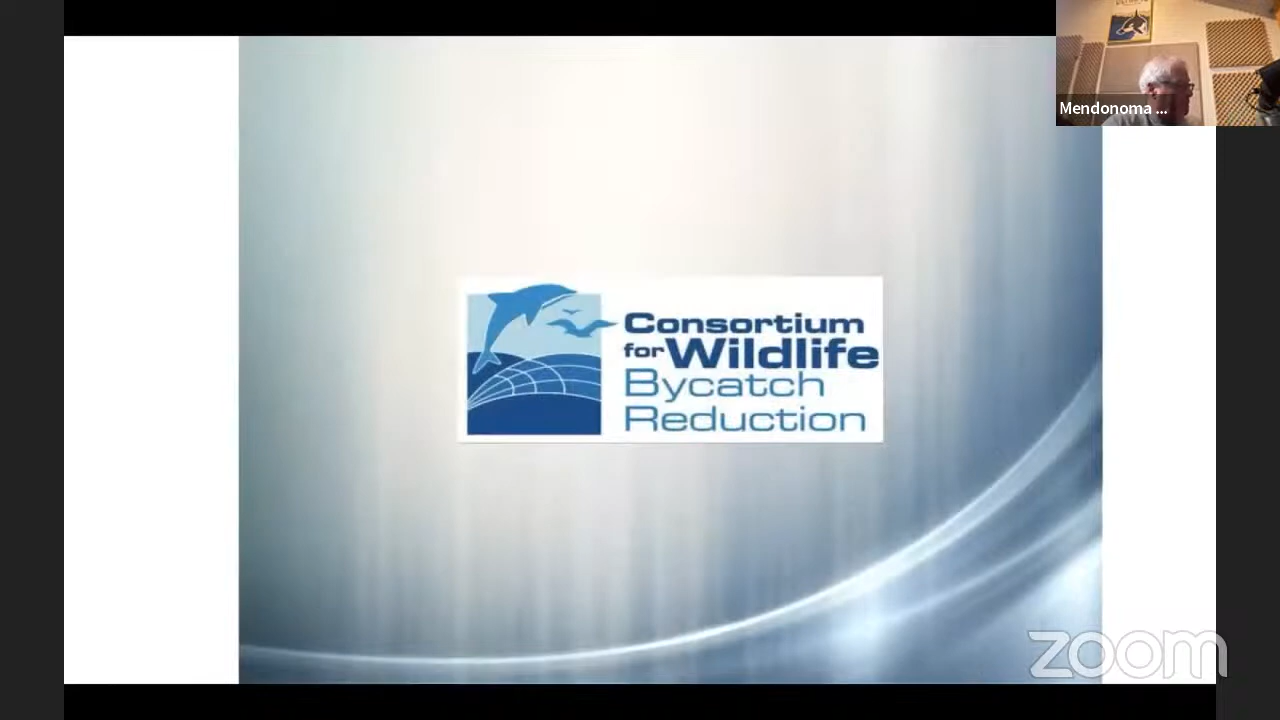 Mendonoma ...
Consortium
for Wildlife
Bycatch
Reduction
zoom